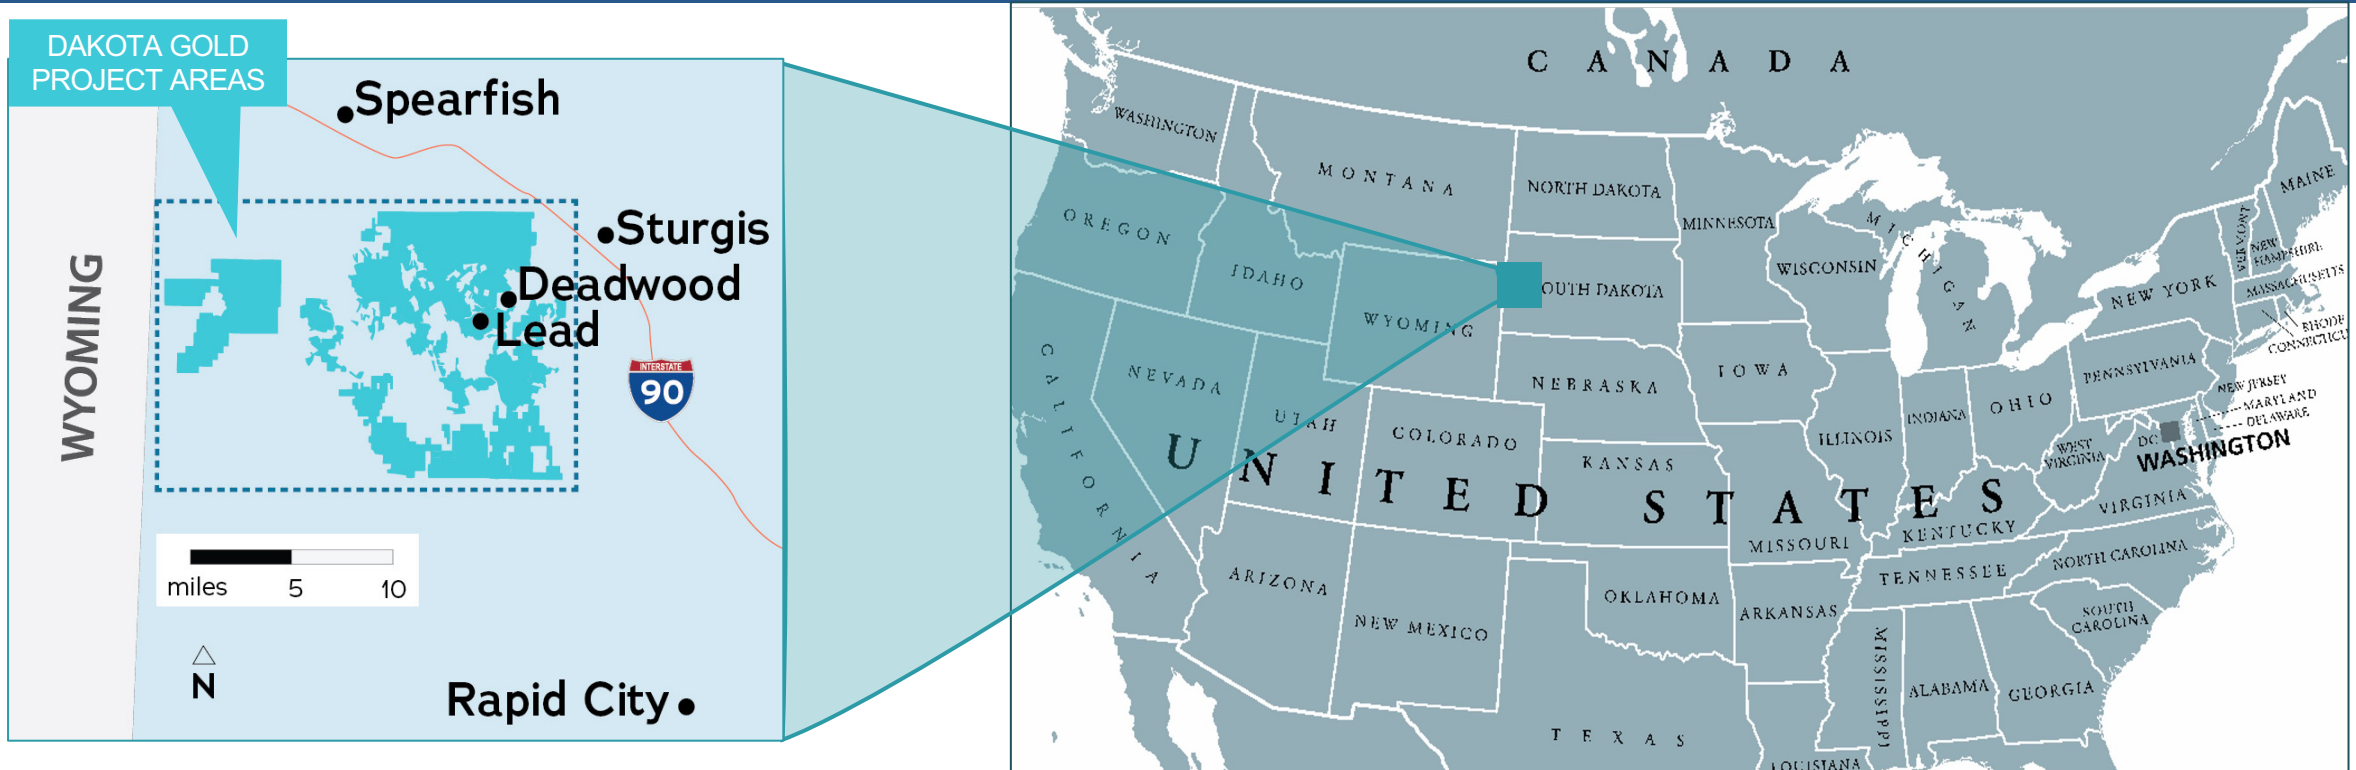 DAKOTA GOLD
PROJECT AREAS
Spearfish
Sturgis
Deadwood
Lead
WYOMING
INTERSTATE
90
miles 5 10
N
Rapid City
CANADA
WASHINGTON
MONTANA
NORTH DAKOTA
MINNESOTA
MICHIGAN
MAINE
VERMONT
NEW
HAMPSHIRE
OREGON
IDAHO
WYOMING
OUTH DAKOTA
WISCONSIN
NEW YORK
MASSACHUSETTS
RHODE
CONNECTICU
CALIFORNIA
NEVADA
UTAH
COLORADO
NEBRASKA
IOWA
ILLINOIS
INDIANA
OHIO
PENNSYLVANIA
NEW JERSEY
MARYLAND
DELAWARE
DC
WASHINGTON
WEST
VIRGINIA
VIRGINIA
KANSAS
UNITED STATES
MISSOURI
KENTUCKY
ARIZONA
NEW MEXICO
OKLAHOMA
ARKANSAS
TENNESSEE
NORTH CAROLINA
SOUTH
CAROLINA
MISSISSIPPI
ALABAMA
GEORGIA
TEXAS
LOUISIANA